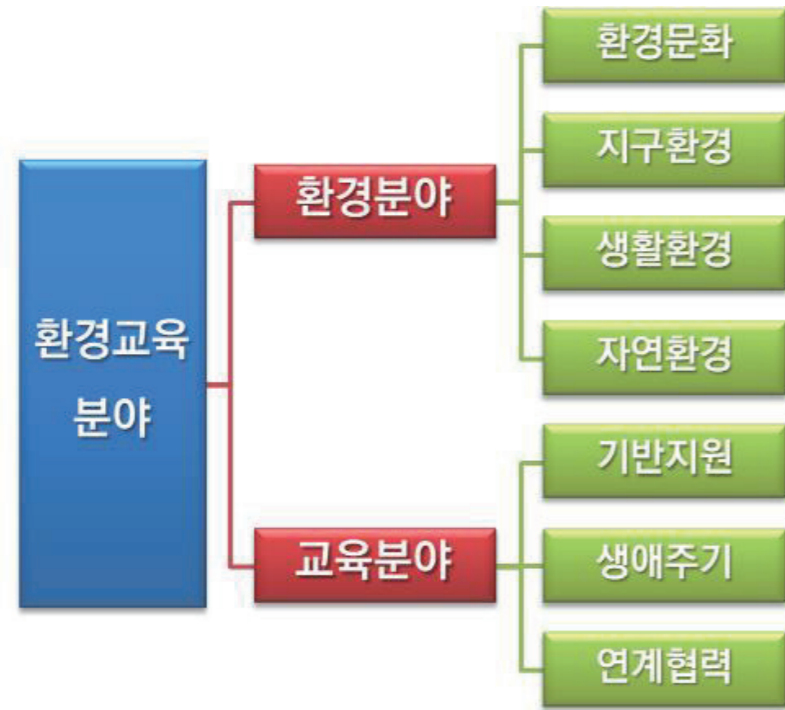 환경교육
분야
환경분야
환경문화
지구환경
생활환경
자연환경
교육분야
기반지원
생애주기
연계협력